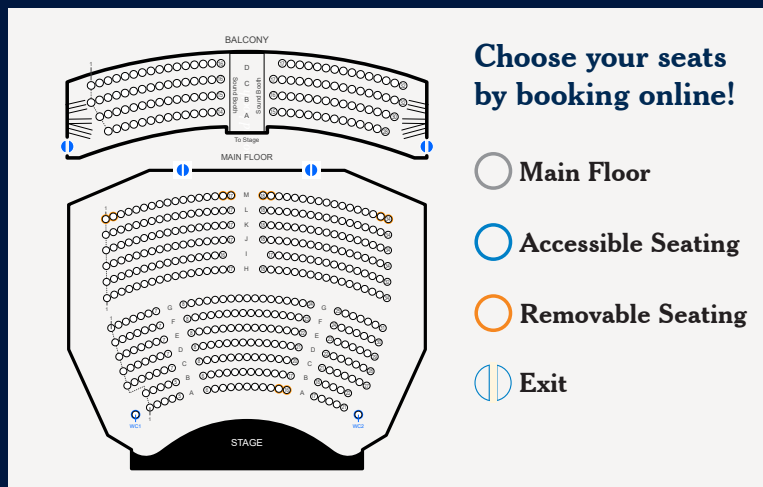 BALCONY
D
C
B
A
Sound Booth
Sound Booth
To Stage
MAIN FLOOR
M
L
K
J
I
H
G
G
F
F
E
E
D
D
C
C
B
B
A
A
WC1
WC2
STAGE
Choose your seats
by booking online!
Main Floor
Accessible Seating
Removable Seating
Exit